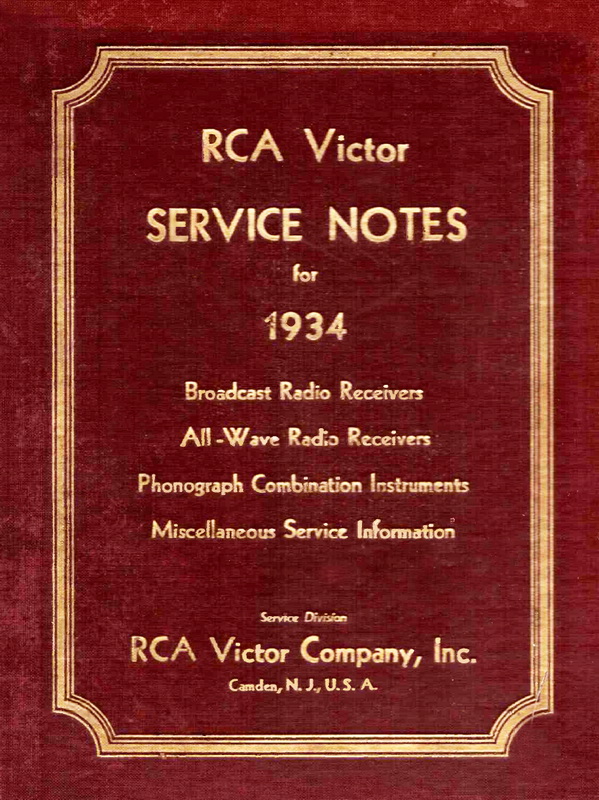 RCA Victor
SERVICE NOTES
for
1934
Broadcast Radio Receivers
All-Wave Radio Receivers
Phonograph Combination Instruments
Miscellaneous Service Information
Service Division
RCA Victor Company, Inc.
Camden, N. J., U. S. A.